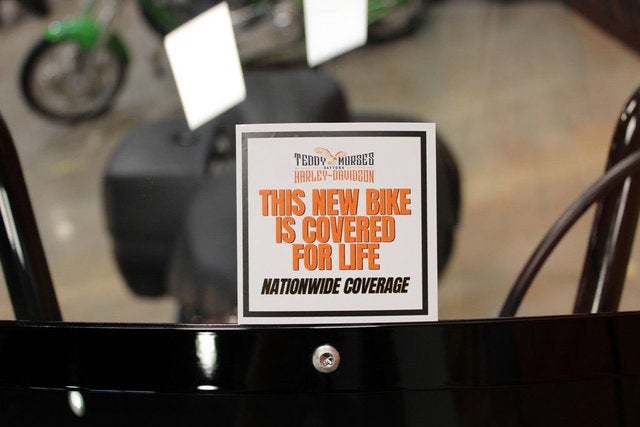 TEDDY MORSE'S
DAYTONA
HARLEY-DAVIDSON
THIS NEW BIKE
IS COVERED
FOR LIFE
NATIONWIDE COVERAGE